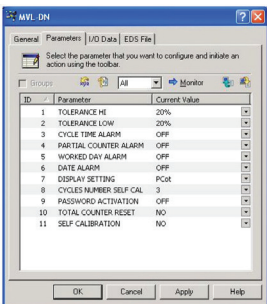 MVL-DN
General Parameters I/O Data EDS File
Select the parameter that you want to configure and initiate an
action using the toolbar.
Groups All Monitor
ID Parameter Current Value
1 TOLERANCE HI 20%
2 TOLERANCE LOW 20%
3 CYCLE TIME ALARM OFF
4 PARTIAL COUNTER ALARM OFF
5 WORKED DAY ALARM OFF
6 DATE ALARM OFF
7 DISPLAY SETTING PCot
8 CYCLES NUMBER SELF CAL 3
9 PASSWORD ACTIVATION OFF
10 TOTAL COUNTER RESET NO
11 SELF CALIBRATION NO
OK Cancel Apply Help